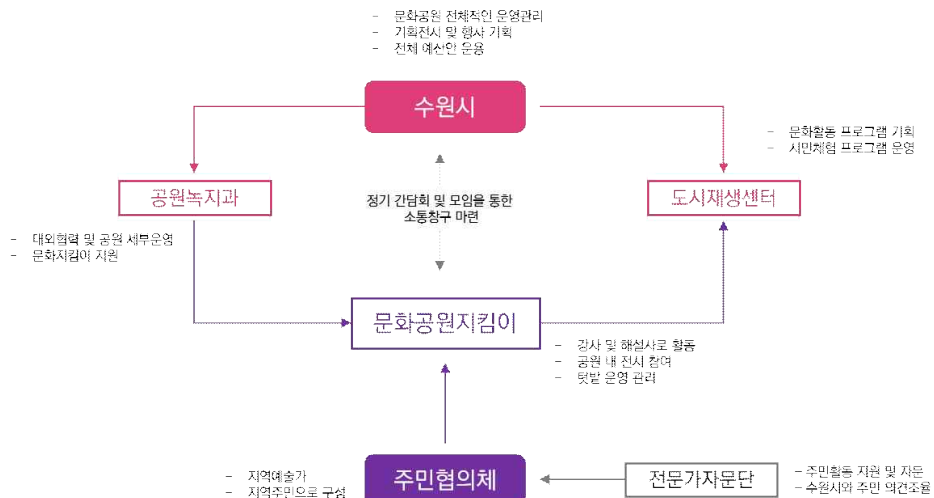 - 문화공원 전체적인 운영관리
- 기획전시 및 행사 기획
- 전체 예산안 운용
수원시
- 문화활동 프로그램 기획
- 시민체험 프로그램 운영
공원녹지과
정기 간담회 및 모임을 통한
소통창구 마련
도시재생센터
- 대외협력 및 공원 세부운영
- 문화지킴이 지원
문화공원지킴이
- 강사 및 해설사로 활동
- 공원 내 전시 참여
- 텃밭 운영 관리
주민협의체
- 지역예술가
- 지역주민으로 구성
전문가자문단
- 주민활동 지원 및 자문
- 수원시와 주민 의견조율